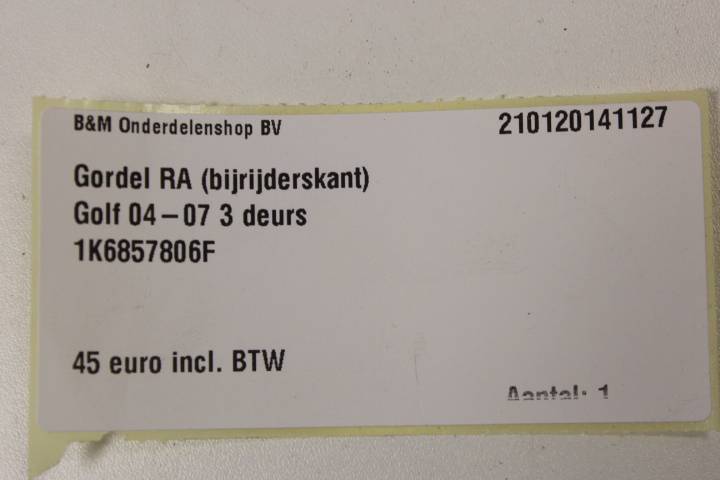 B&M Onderdelenshop BV 210120141127
Gordel RA (bijrijderskant)
Golf 04-07 3 deurs
1K6857806F
45 euro incl. BTW
Aantal: 1